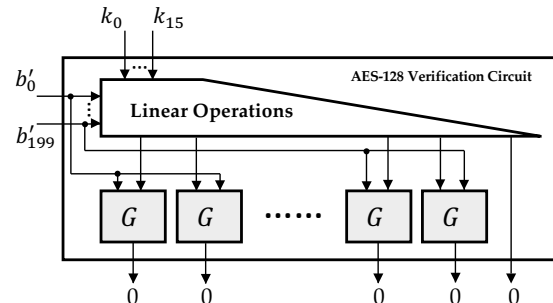 k₀ k₁₅
...
AES-128 Verification Circuit
b′₀
⋮
Linear Operations
b′₁₉₉
G G ...... G G
0 0 0 0 0